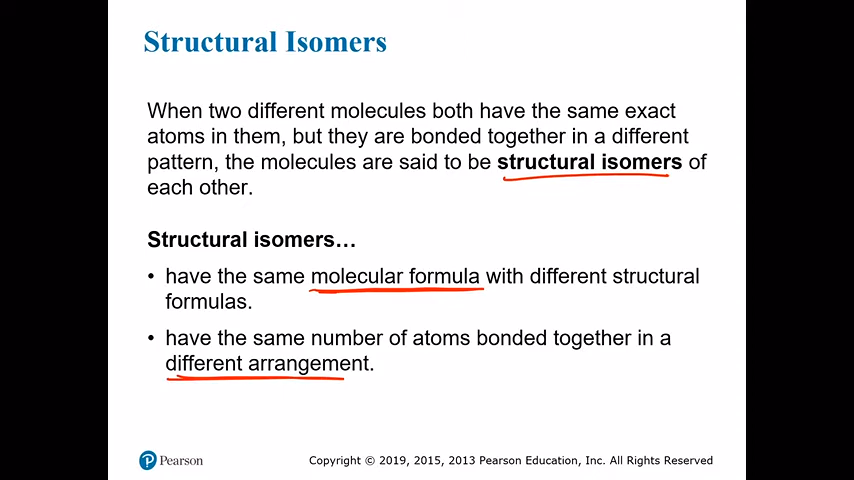 Structural Isomers
When two different molecules both have the same exact
atoms in them, but they are bonded together in a different
pattern, the molecules are said to be structural isomers of
each other.
Structural isomers…
• have the same molecular formula with different structural
formulas.
• have the same number of atoms bonded together in a
different arrangement.
P Pearson
Copyright © 2019, 2015, 2013 Pearson Education, Inc. All Rights Reserved